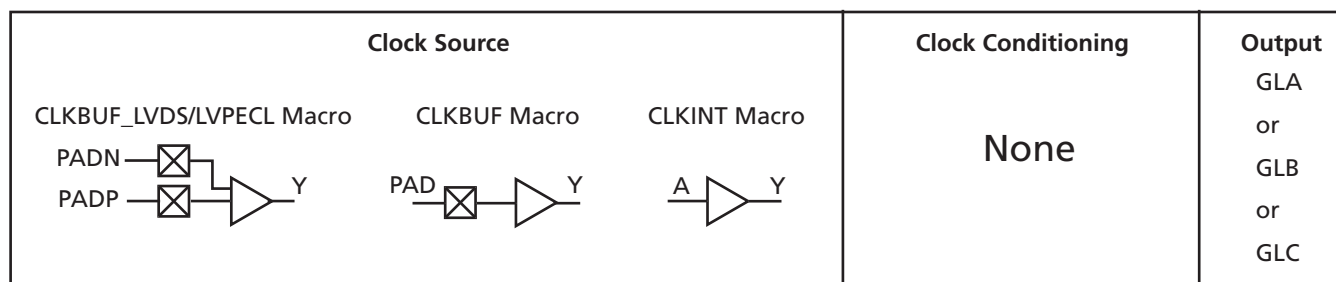 Clock Source
CLKBUF_LVDS/LVPECL Macro
PADN
PADP
Y
CLKBUF Macro
PAD
Y
CLKINT Macro
A
Y
Clock Conditioning
None
Output
GLA
or
GLB
or
GLC